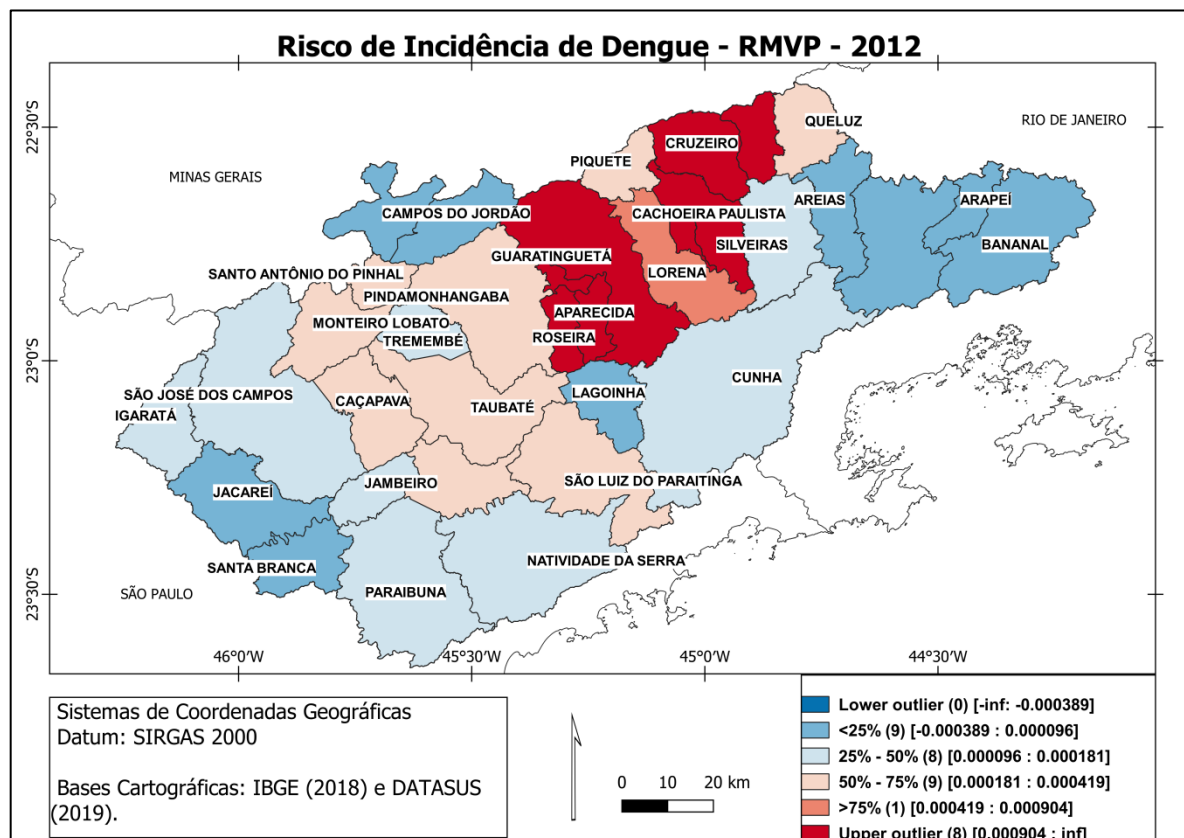 Risco de Incidência de Dengue - RMVP - 2012
22°30'S
23°00'S
23°30'S
MINAS GERAIS
RIO DE JANEIRO
SÃO PAULO
QUELUZ
CRUZEIRO
PIQUETE
AREIAS
ARAPEÍ
CAMPOS DO JORDÃO
CACHOEIRA PAULISTA
SILVEIRAS
BANANAL
GUARATINGUETÁ
SANTO ANTÔNIO DO PINHAL
LORENA
PINDAMONHANGABA
APARECIDA
MONTEIRO LOBATO
TREMEMBÉ
ROSEIRA
CUNHA
SÃO JOSÉ DOS CAMPOS
LAGOINHA
CAÇAPAVA
TAUBATÉ
IGARATÁ
SÃO LUIZ DO PARAITINGA
JAMBEIRO
JACAREÍ
NATIVIDADE DA SERRA
SANTA BRANCA
PARAIBUNA
46°0'W
45°30'W
45°0'W
44°30'W
Sistemas de Coordenadas Geográficas
Datum: SIRGAS 2000
Bases Cartográficas: IBGE (2018) e DATASUS
(2019).
0 10 20 km
Lower outlier (0) [-inf: -0.000389]
<25% (9) [-0.000389 : 0.000096]
25% - 50% (8) [0.000096 : 0.000181]
50% - 75% (9) [0.000181 : 0.000419]
>75% (1) [0.000419 : 0.000904]
Upper outlier (8) [0.000904 : inf]